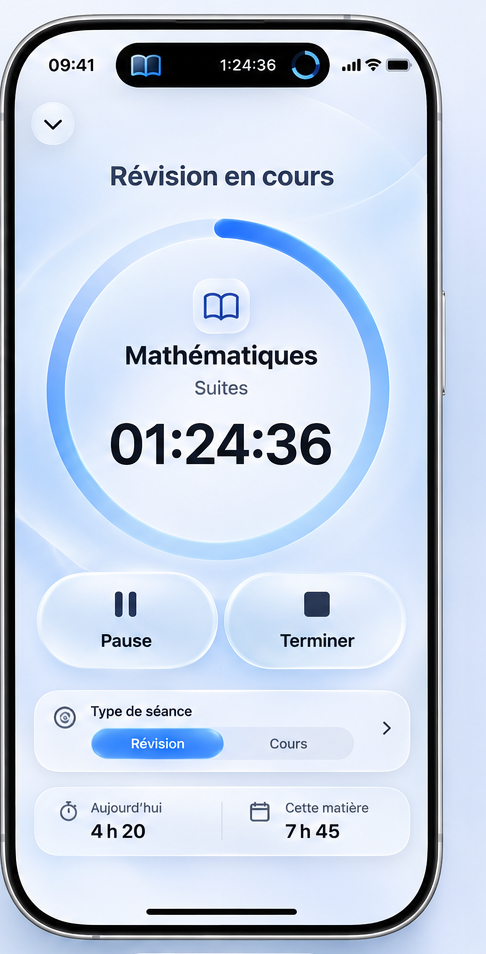 09:41
1:24:36
Révision en cours
Mathématiques
Suites
01:24:36
Pause
Terminer
Type de séance
Révision
Cours
Aujourd'hui
4 h 20
Cette matière
7 h 45